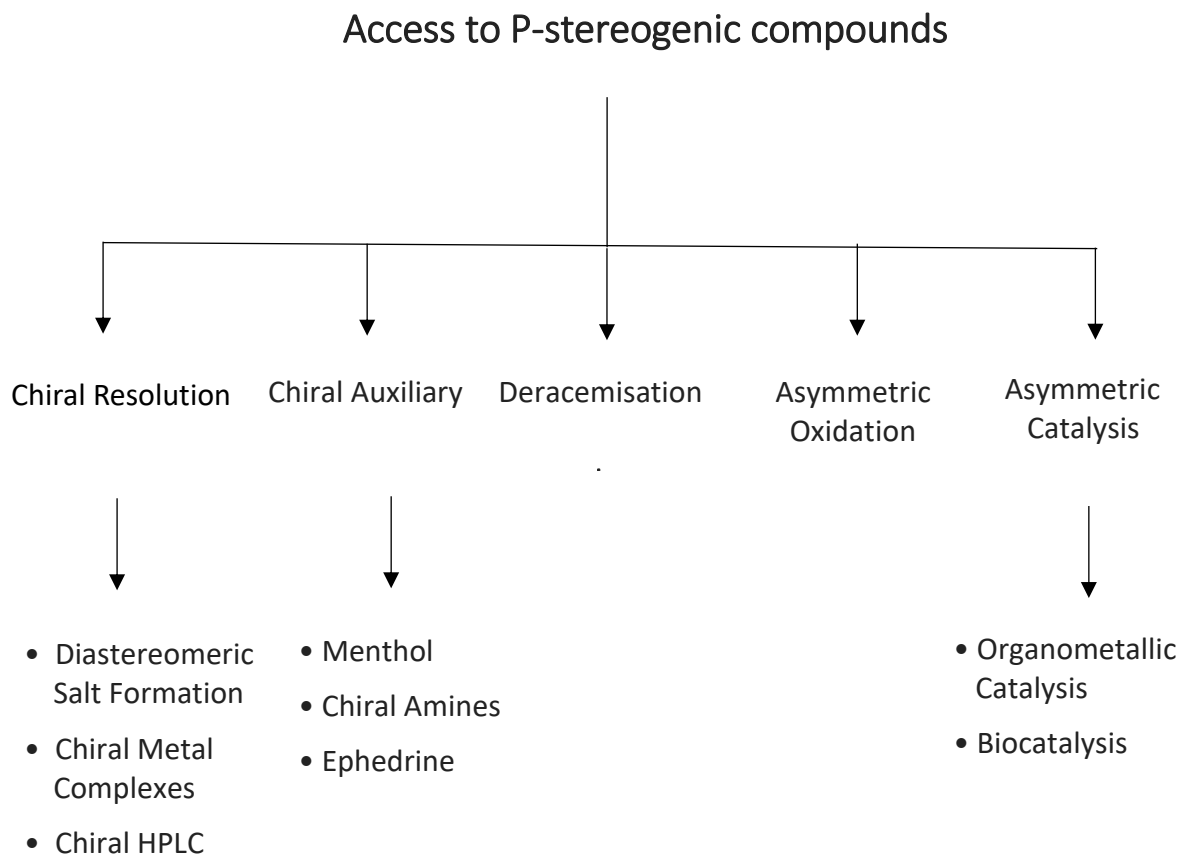 Access to P-stereogenic compounds
Chiral Resolution
Chiral Auxiliary
Deracemisation
Asymmetric
Oxidation
Asymmetric
Catalysis
.
• Diastereomeric
Salt Formation
• Chiral Metal
Complexes
• Chiral HPLC
• Menthol
• Chiral Amines
• Ephedrine
• Organometallic
Catalysis
• Biocatalysis